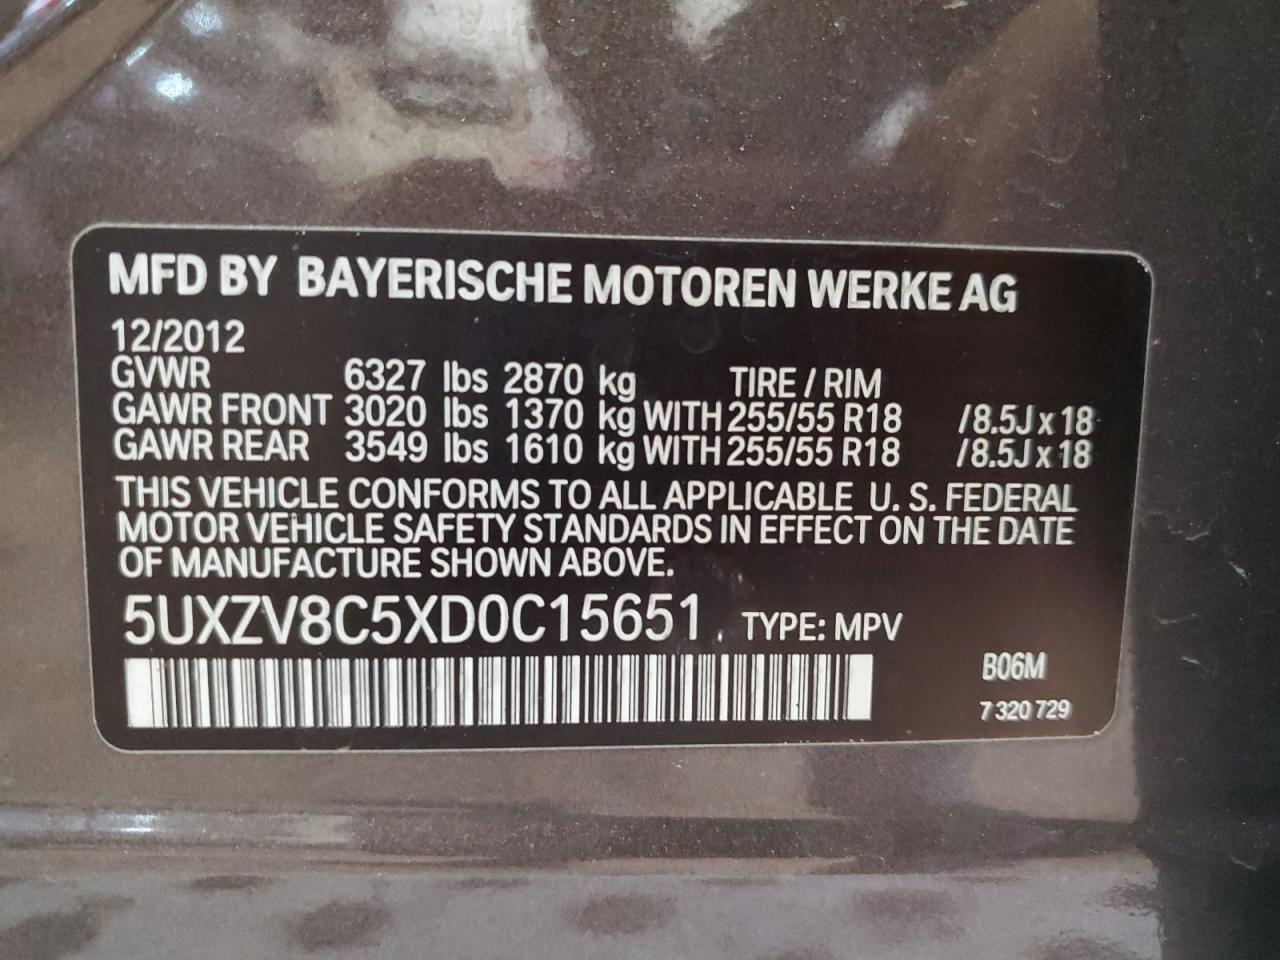 MFD BY BAYERISCHE MOTOREN WERKE AG
12/2012
GVWR 6327 lbs 2870 kg TIRE / RIM
GAWR FRONT 3020 lbs 1370 kg WITH 255/55 R18 /8.5J x 18
GAWR REAR 3549 lbs 1610 kg WITH 255/55 R18 /8.5J x 18
THIS VEHICLE CONFORMS TO ALL APPLICABLE U. S. FEDERAL
MOTOR VEHICLE SAFETY STANDARDS IN EFFECT ON THE DATE
OF MANUFACTURE SHOWN ABOVE.
5UXZV8C5XD0C15651. TYPE: MPV
B06M
7 320 729